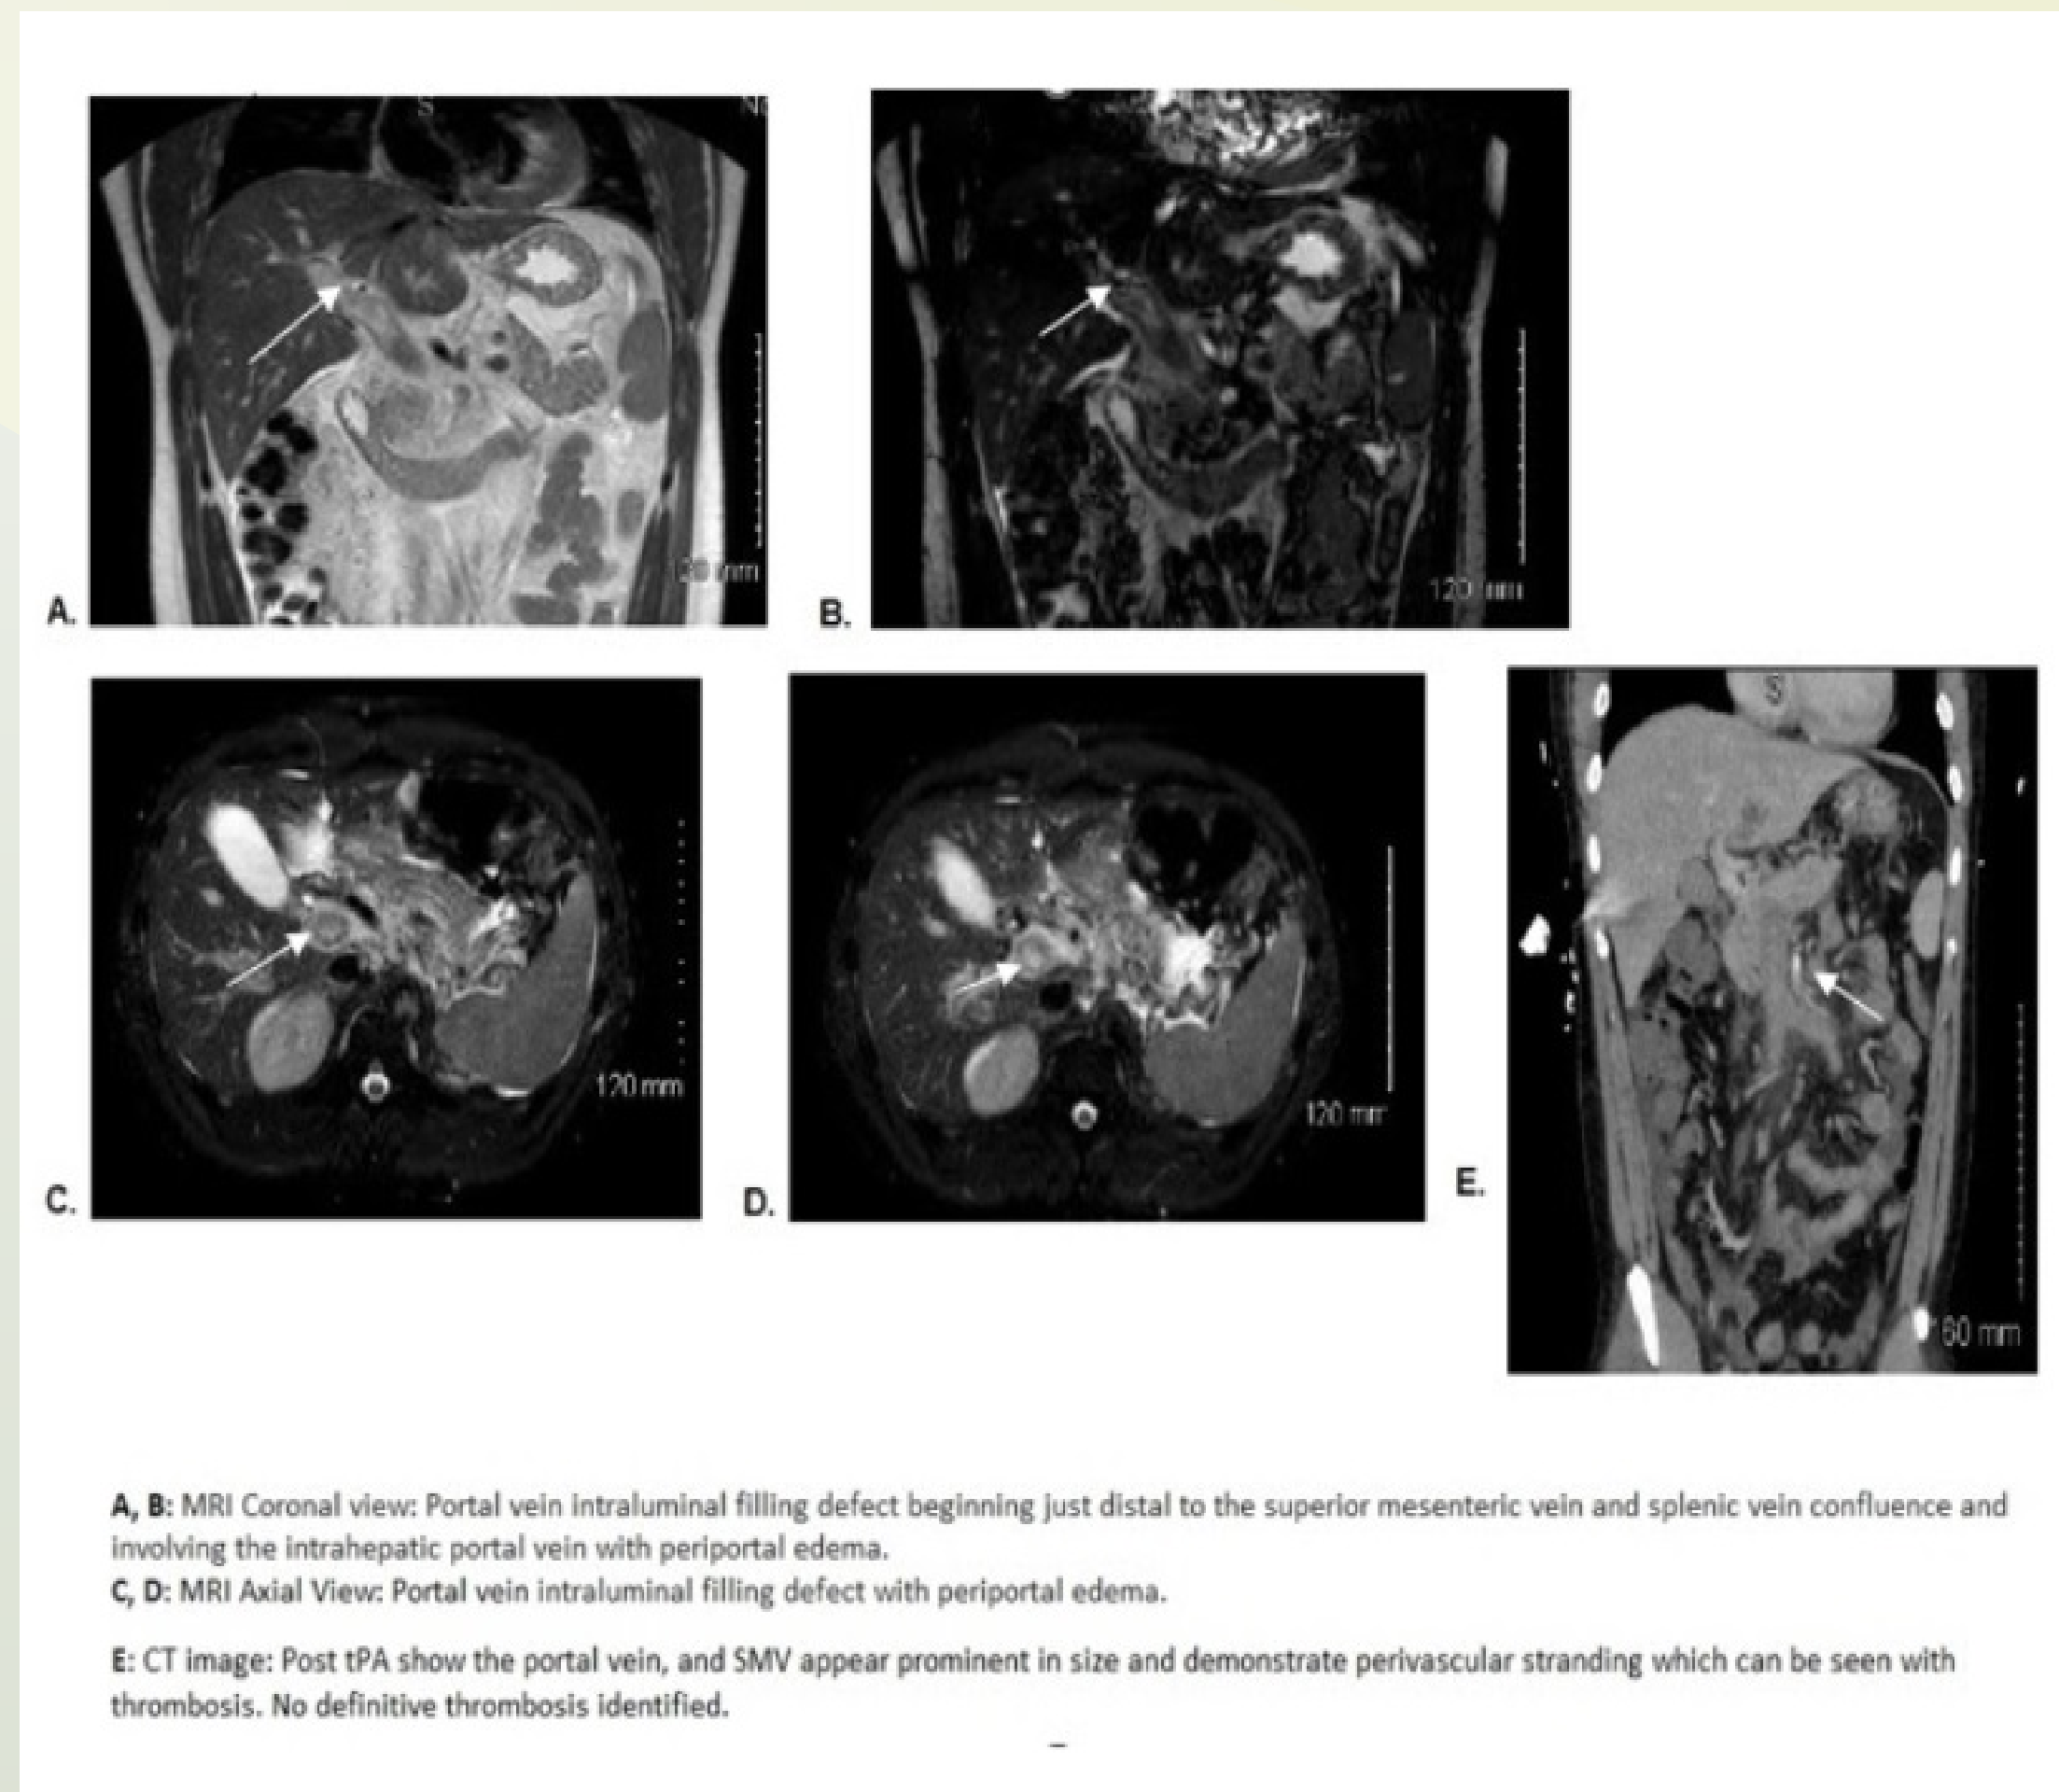 S
120 mm
A.
120 mm
B.
120 mm
C.
120 mm
D.
S
160 mm
E.
A, B: MRI Coronal view: Portal vein intraluminal filling defect beginning just distal to the superior mesenteric vein and splenic vein confluence and
involving the intrahepatic portal vein with periportal edema.
C, D: MRI Axial View: Portal vein intraluminal filling defect with periportal edema.
E: CT image: Post tPA show the portal vein, and SMV appear prominent in size and demonstrate perivascular stranding which can be seen with
thrombosis. No definitive thrombosis identified.